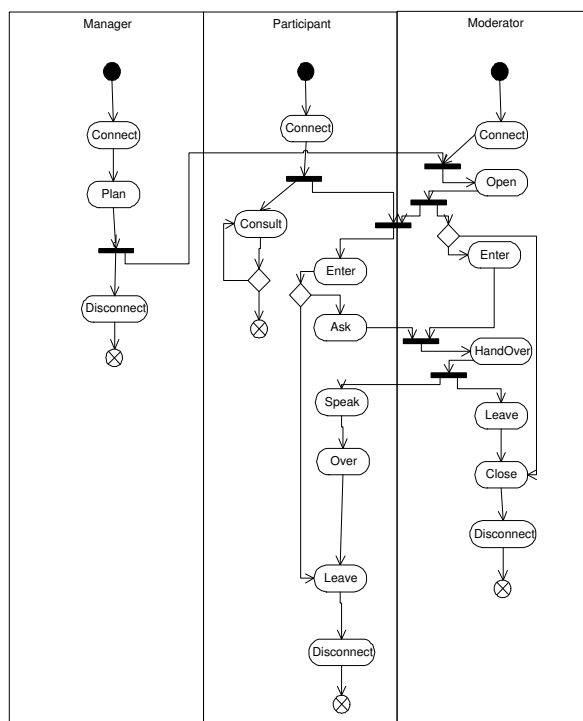 Manager
Participant
Moderator
Connect
Plan
Disconnect
Connect
Consult
Enter
Ask
Speak
Over
Leave
Disconnect
Connect
Open
Enter
HandOver
Leave
Close
Disconnect